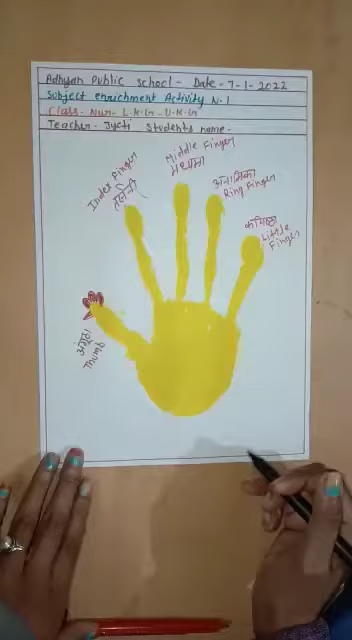 Adhyan Public School - Date - 7-1-2022
Subject enrichment Activity N.1
Class - Nur- L.K.G - U.K.G
Teacher - Jyoti Students name -
Middle Finger
मध्यमा
Index Finger
तर्जनी
अनामिका
Ring Finger
कनिष्ठा
Little
Finger
अंगूठा
Thumb